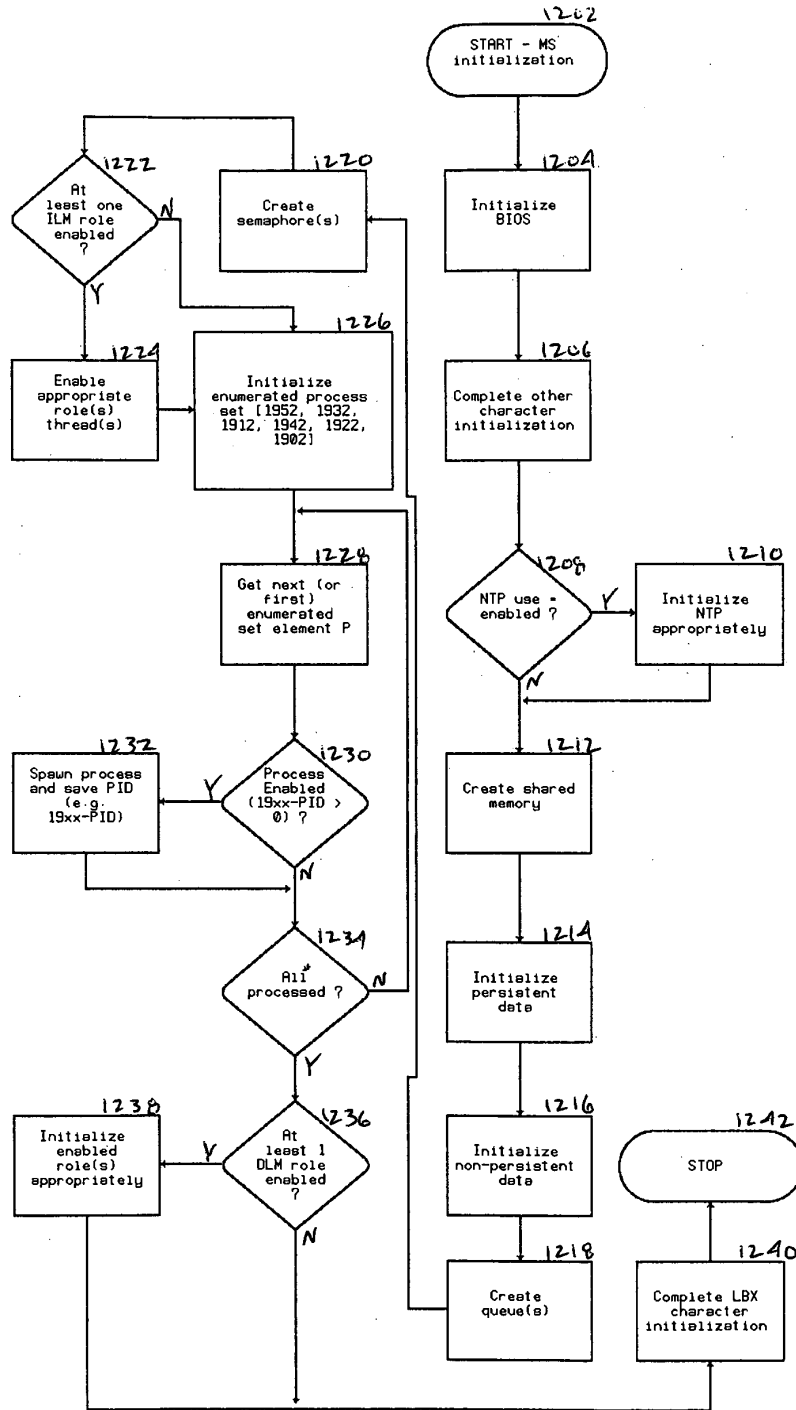 1202
START - MS
initialization
1204
Initialize
BIOS
1206
Complete other
character
initialization
1208
NTP use
enabled ?
Y
N
1210
Initialize
NTP
appropriately
1212
Create shared
memory
1214
Initialize
persistent
data
1216
Initialize
non-persistent
data
1218
Create
queue(s)
1220
Create
semaphore(s)
1222
At
least one
ILM role
enabled
?
N
Y
1224
Enable
appropriate
role(s)
thread(s)
1226
Initialize
enumerated process
set [1952, 1932,
1912, 1942, 1922,
1902]
1228
Get next (or
first)
enumerated
set element P
1230
Process
Enabled
(19xx-PID >
0) ?
Y
N
1232
Spawn process
and save PID
(e.g.
19xx-PID)
1234
All
processed ?
N
Y
1236
At
least 1
DLM role
enabled
?
Y
N
1238
Initialize
enabled
role(s)
appropriately
1240
Complete LBX
character
initialization
1242
STOP